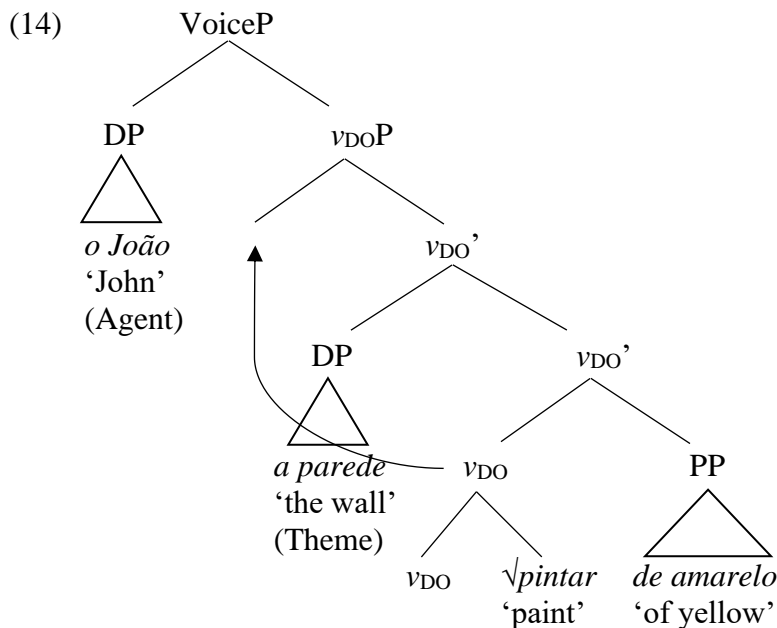 (14) VoiceP
DP vDOP
o João
‘John’
(Agent)
vDO’
DP vDO’
a parede
‘the wall’
(Theme)
vDO PP
vDO √pintar de amarelo
‘paint’ ‘of yellow’